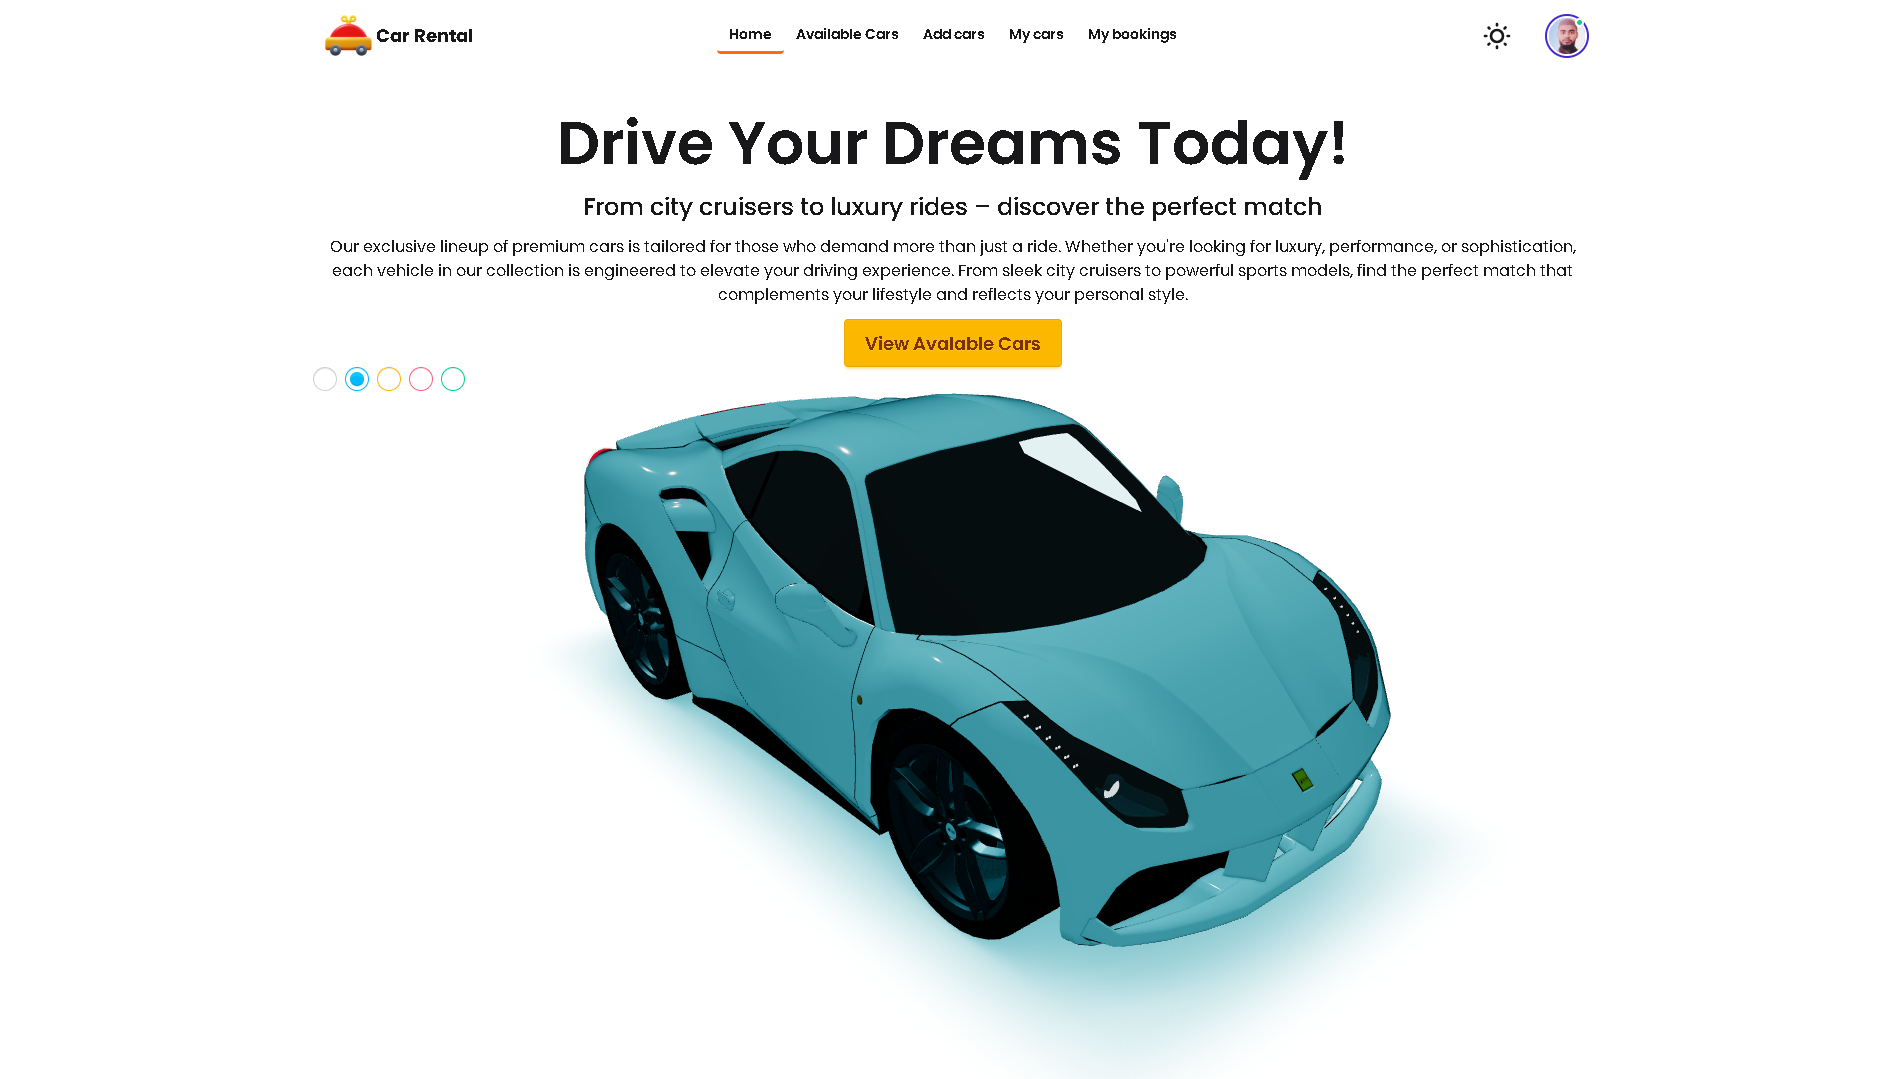 Car Rental
Home
Available Cars
Add cars
My cars
My bookings
Drive Your Dreams Today!
From city cruisers to luxury rides – discover the perfect match
Our exclusive lineup of premium cars is tailored for those who demand more than just a ride. Whether you're looking for luxury, performance, or sophistication,
each vehicle in our collection is engineered to elevate your driving experience. From sleek city cruisers to powerful sports models, find the perfect match that
complements your lifestyle and reflects your personal style.
View Avalable Cars